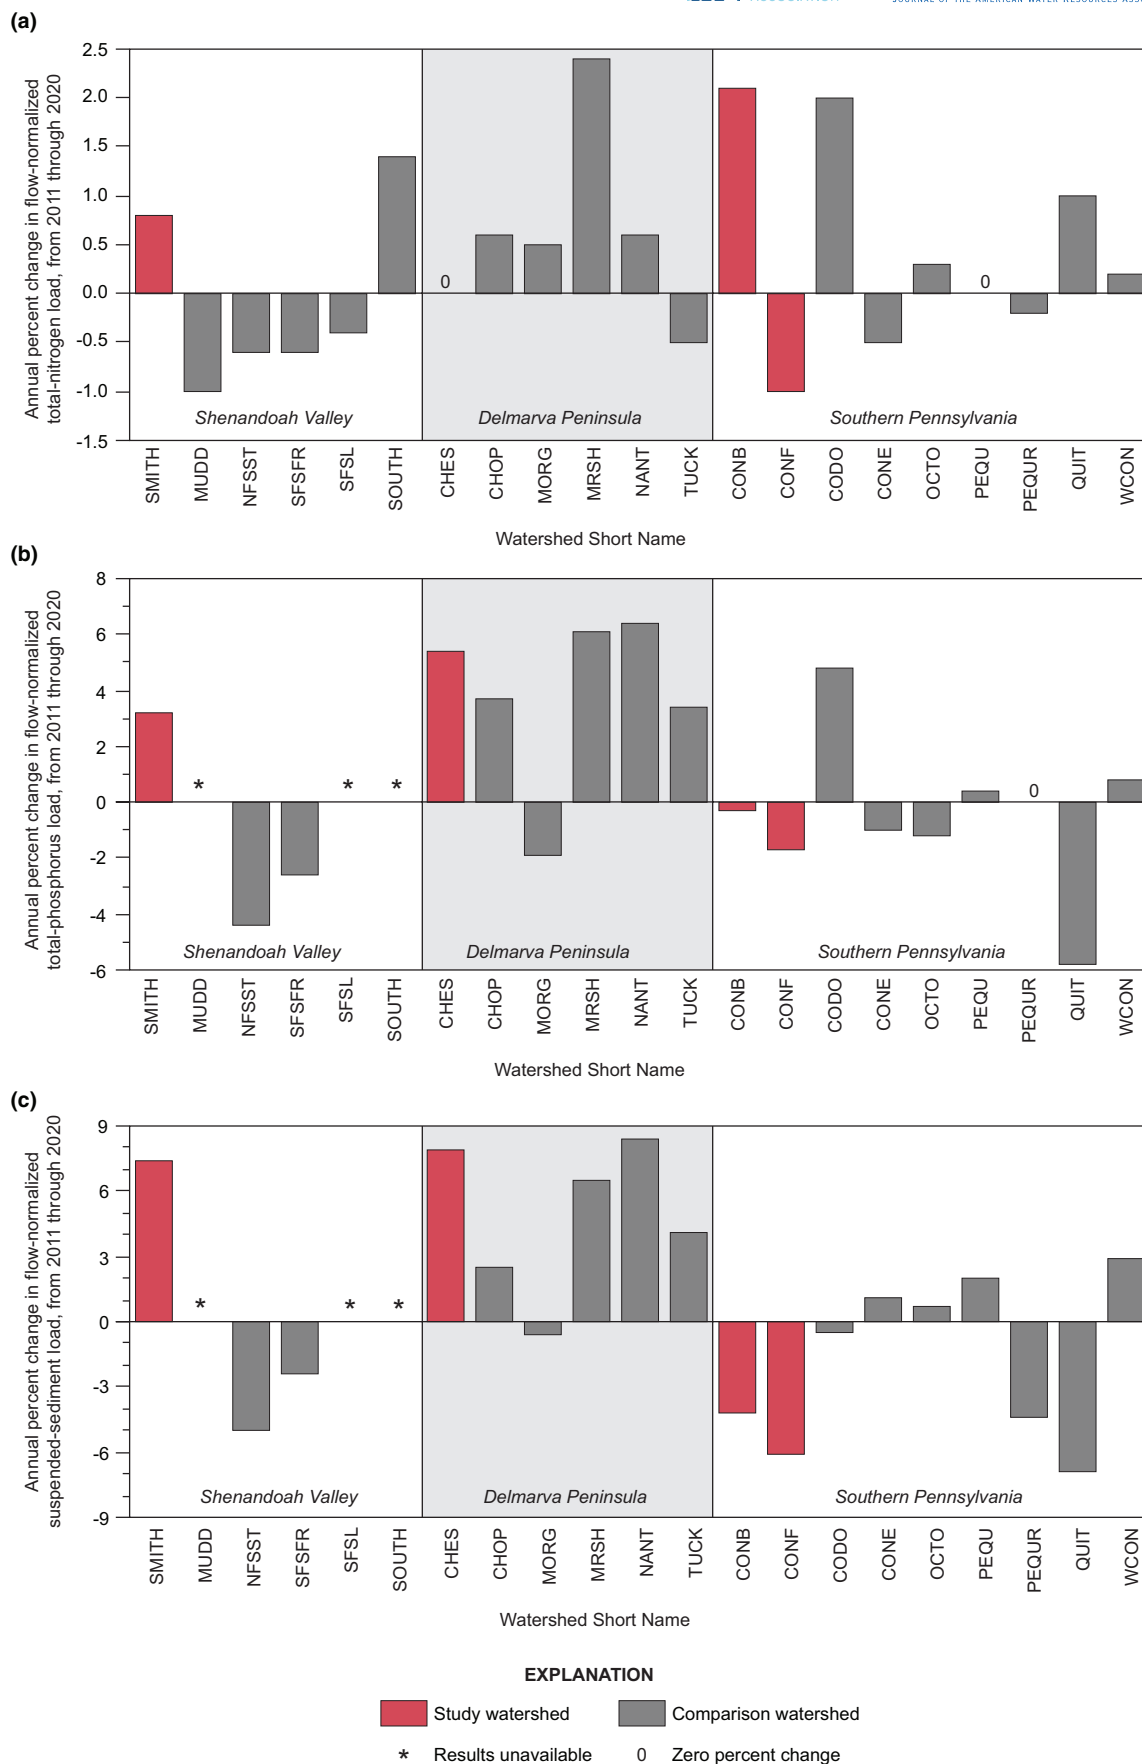 (a)
Annual percent change in flow-normalized
total-nitrogen load, from 2011 through 2020
2.5
2.0
1.5
1.0
0.5
0.0
-0.5
-1.0
-1.5
0
0
Shenandoah Valley
Delmarva Peninsula
Southern Pennsylvania
SMITH
MUDD
NFSST
SFSFR
SFSL
SOUTH
CHES
CHOP
MORG
MRSH
NANT
TUCK
CONB
CONF
CODO
CONE
OCTO
PEQU
PEQUR
QUIT
WCON
Watershed Short Name
(b)
Annual percent change in flow-normalized
total-phosphorus load, from 2011 through 2020
8
6
4
2
0
-2
-4
-6
*
*
*
0
Shenandoah Valley
Delmarva Peninsula
Southern Pennsylvania
SMITH
MUDD
NFSST
SFSFR
SFSL
SOUTH
CHES
CHOP
MORG
MRSH
NANT
TUCK
CONB
CONF
CODO
CONE
OCTO
PEQU
PEQUR
QUIT
WCON
Watershed Short Name
(c)
Annual percent change in flow-normalized
suspended-sediment load, from 2011 through 2020
9
6
3
0
-3
-6
-9
*
*
*
Shenandoah Valley
Delmarva Peninsula
Southern Pennsylvania
SMITH
MUDD
NFSST
SFSFR
SFSL
SOUTH
CHES
CHOP
MORG
MRSH
NANT
TUCK
CONB
CONF
CODO
CONE
OCTO
PEQU
PEQUR
QUIT
WCON
Watershed Short Name
EXPLANATION
Study watershed
Comparison watershed
* Results unavailable
0 Zero percent change